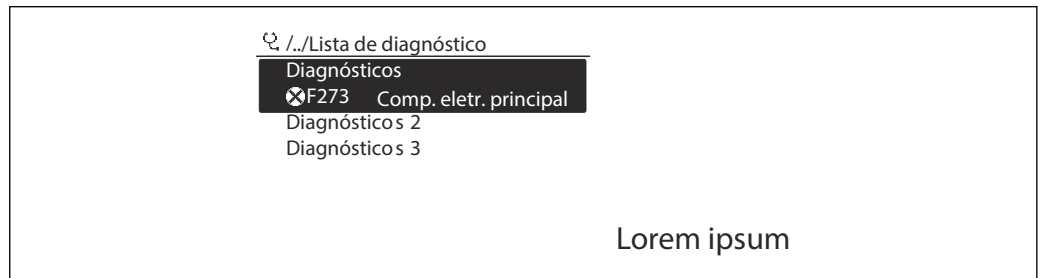 /../Lista de diagnóstico
Diagnósticos
F273 Comp. eletr. principal
Diagnósticos 2
Diagnósticos 3
Lorem ipsum